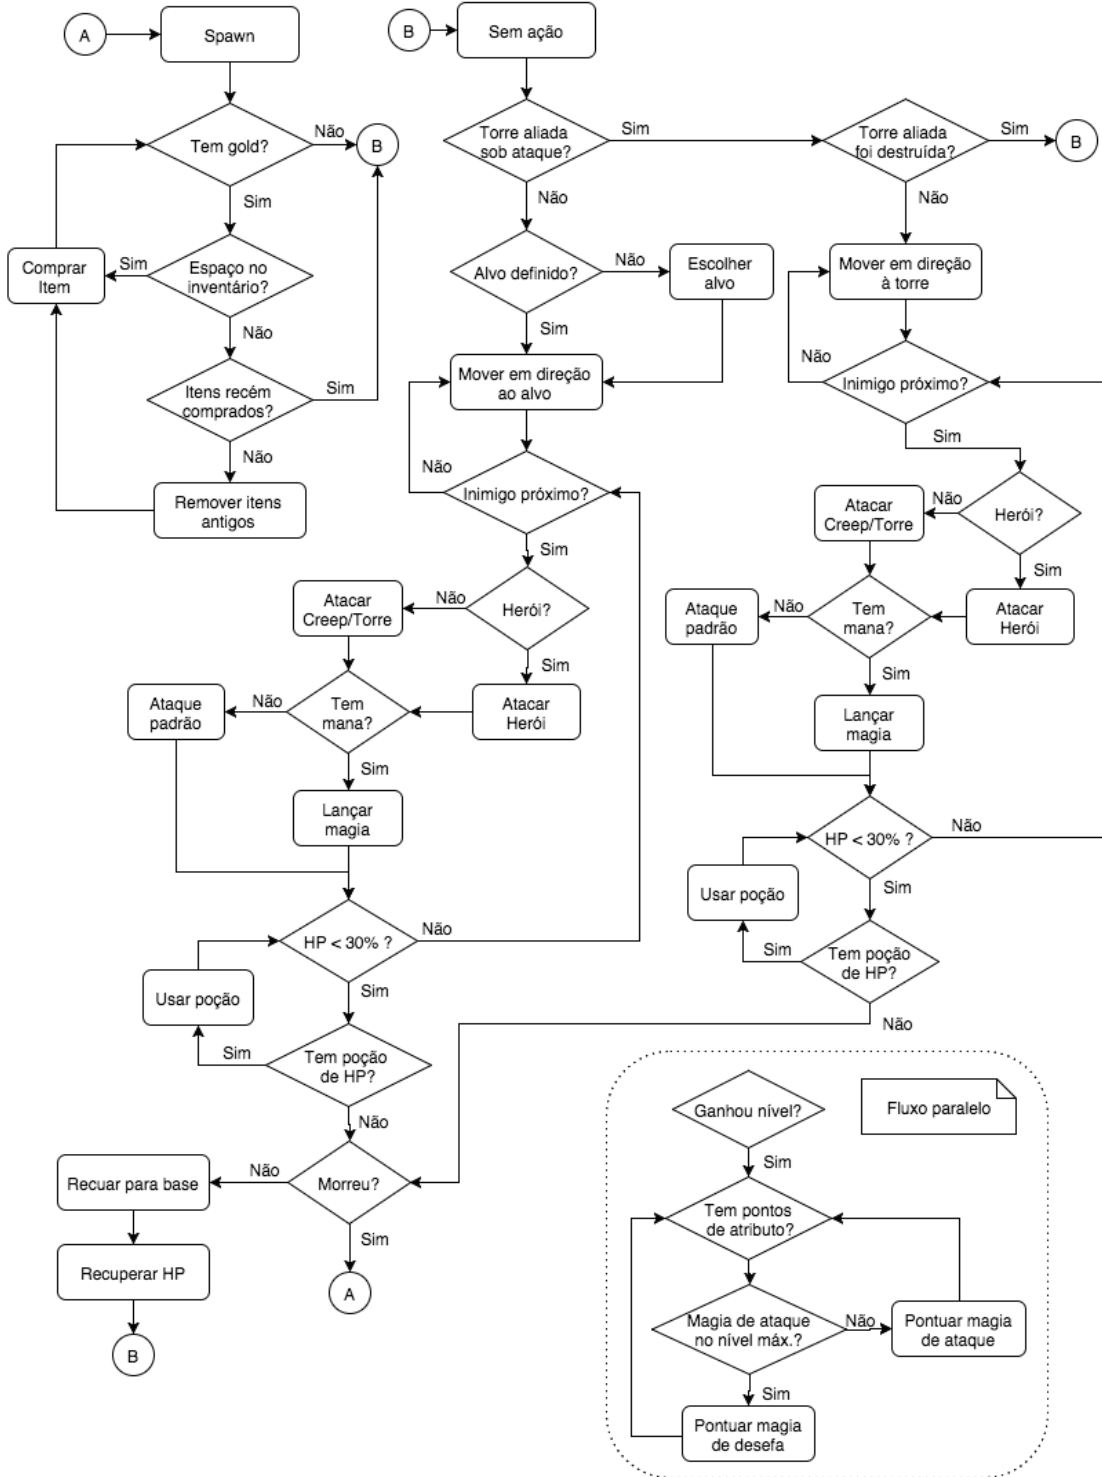 A
Spawn
Tem gold?
Não
B
Sim
Comprar
Item
Sim
Espaço no
inventário?
Não
Itens recém
comprados?
Sim
Não
Remover itens
antigos
B
Sem ação
Torre aliada
sob ataque?
Sim
Não
Alvo definido?
Não
Escolher
alvo
Sim
Mover em direção
ao alvo
Não
Inimigo próximo?
Sim
Herói?
Não
Atacar
Creep/Torre
Sim
Atacar
Herói
Tem
mana?
Não
Ataque
padrão
Sim
Lançar
magia
HP < 30% ?
Não
Sim
Usar poção
Sim
Tem poção
de HP?
Não
Morreu?
Não
Recuar para base
Recuperar HP
B
Sim
A
Torre aliada
foi destruída?
Sim
B
Não
Mover em direção
à torre
Não
Inimigo próximo?
Sim
Herói?
Não
Atacar
Creep/Torre
Sim
Atacar
Herói
Tem
mana?
Não
Ataque
padrão
Sim
Lançar
magia
HP < 30% ?
Não
Sim
Usar poção
Sim
Tem poção
de HP?
Não
Ganhou nível?
Fluxo paralelo
Sim
Tem pontos
de atributo?
Magia de ataque
no nível máx.?
Não
Pontuar magia
de ataque
Sim
Pontuar magia
de desefa